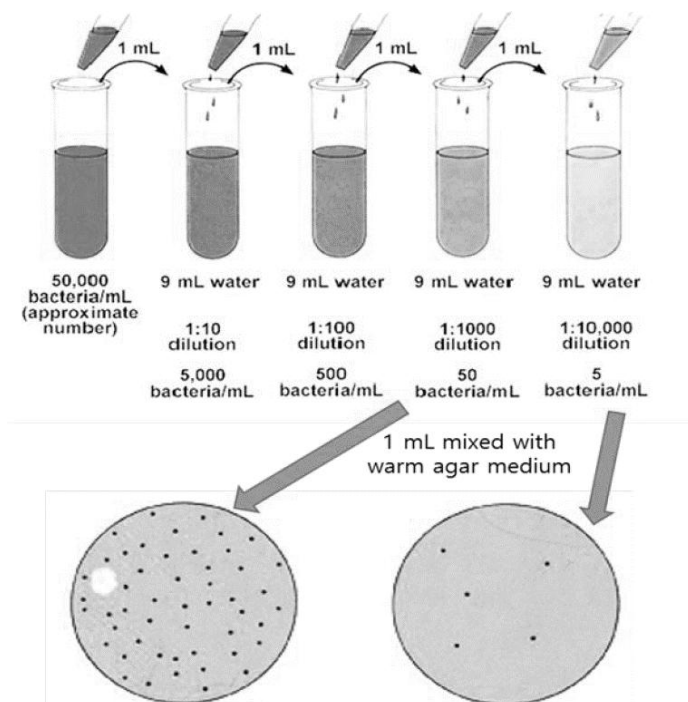 1 mL
1 mL
1 mL
1 mL
50,000
bacteria/mL
(approximate
number)
9 mL water
1:10
dilution
5,000
bacteria/mL
9 mL water
1:100
dilution
500
bacteria/mL
9 mL water
1:1000
dilution
50
bacteria/mL
9 mL water
1:10,000
dilution
5
bacteria/mL
1 mL mixed with
warm agar medium